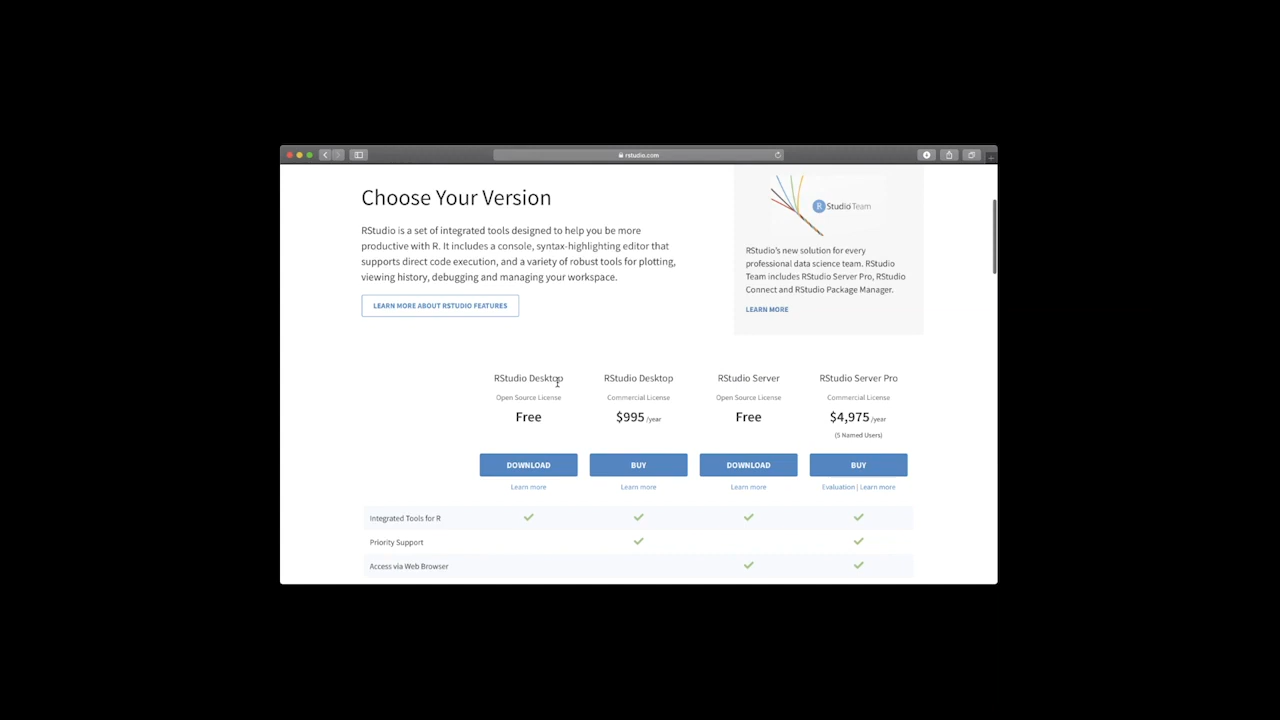 rstudio.com
Choose Your Version
RStudio is a set of integrated tools designed to help you be more
productive with R. It includes a console, syntax-highlighting editor that
supports direct code execution, and a variety of robust tools for plotting,
viewing history, debugging and managing your workspace.
LEARN MORE ABOUT RSTUDIO FEATURES
R Studio Team
RStudio's new solution for every
professional data science team. RStudio
Team includes RStudio Server Pro, RStudio
Connect and RStudio Package Manager.
LEARN MORE
RStudio Desktop RStudio Desktop RStudio Server RStudio Server Pro
Open Source License Commercial License Open Source License Commercial License
Free $995 /year Free $4,975 /year
(5 Named Users)
DOWNLOAD BUY DOWNLOAD BUY
Learn more Learn more Learn more Evaluation | Learn more
Integrated Tools for R
Priority Support
Access via Web Browser